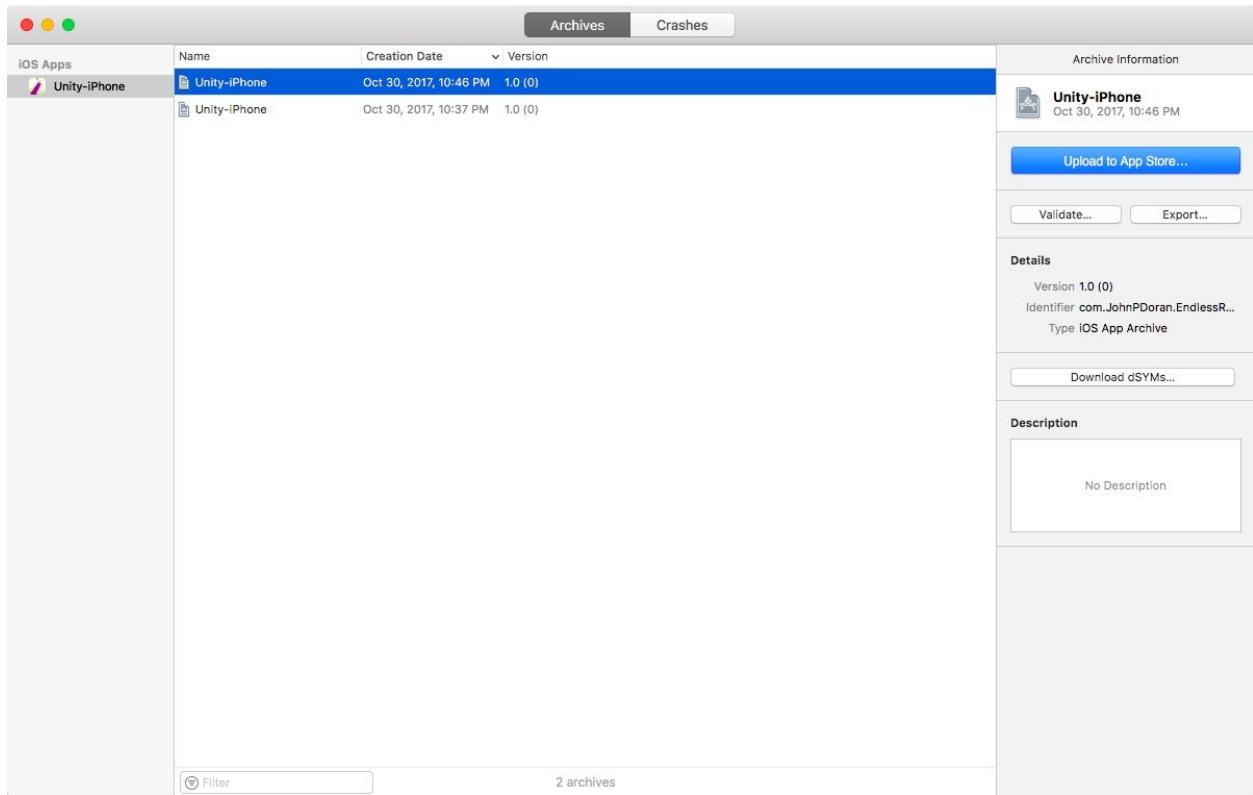 Archives Crashes
iOS Apps
Unity-iPhone
Name Creation Date Version
Unity-iPhone Oct 30, 2017, 10:46 PM 1.0 (0)
Unity-iPhone Oct 30, 2017, 10:37 PM 1.0 (0)
Filter
2 archives
Archive Information
Unity-iPhone
Oct 30, 2017, 10:46 PM
Upload to App Store...
Validate... Export...
Details
Version 1.0 (0)
Identifier com.JohnPDoran.EndlessR...
Type iOS App Archive
Download dSYMs...
Description
No Description